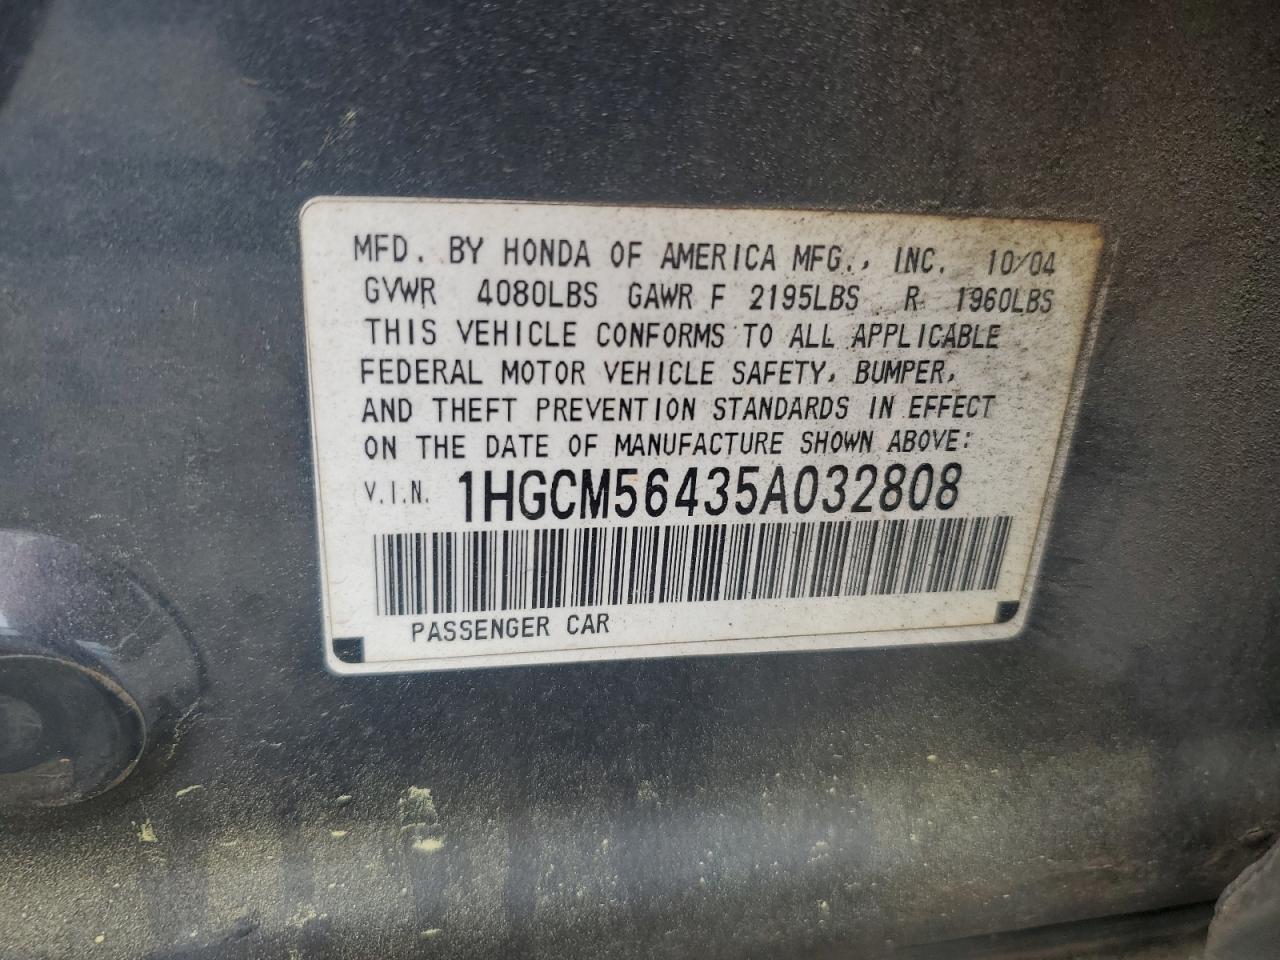 MFD. BY HONDA OF AMERICA MFG., INC. 10/04
GVWR 4080LBS GAWR F 2195LBS R 1960LBS
THIS VEHICLE CONFORMS TO ALL APPLICABLE
FEDERAL MOTOR VEHICLE SAFETY, BUMPER,
AND THEFT PREVENTION STANDARDS IN EFFECT
ON THE DATE OF MANUFACTURE SHOWN ABOVE:
V.I.N. 1HGCM56435A032808
PASSENGER CAR